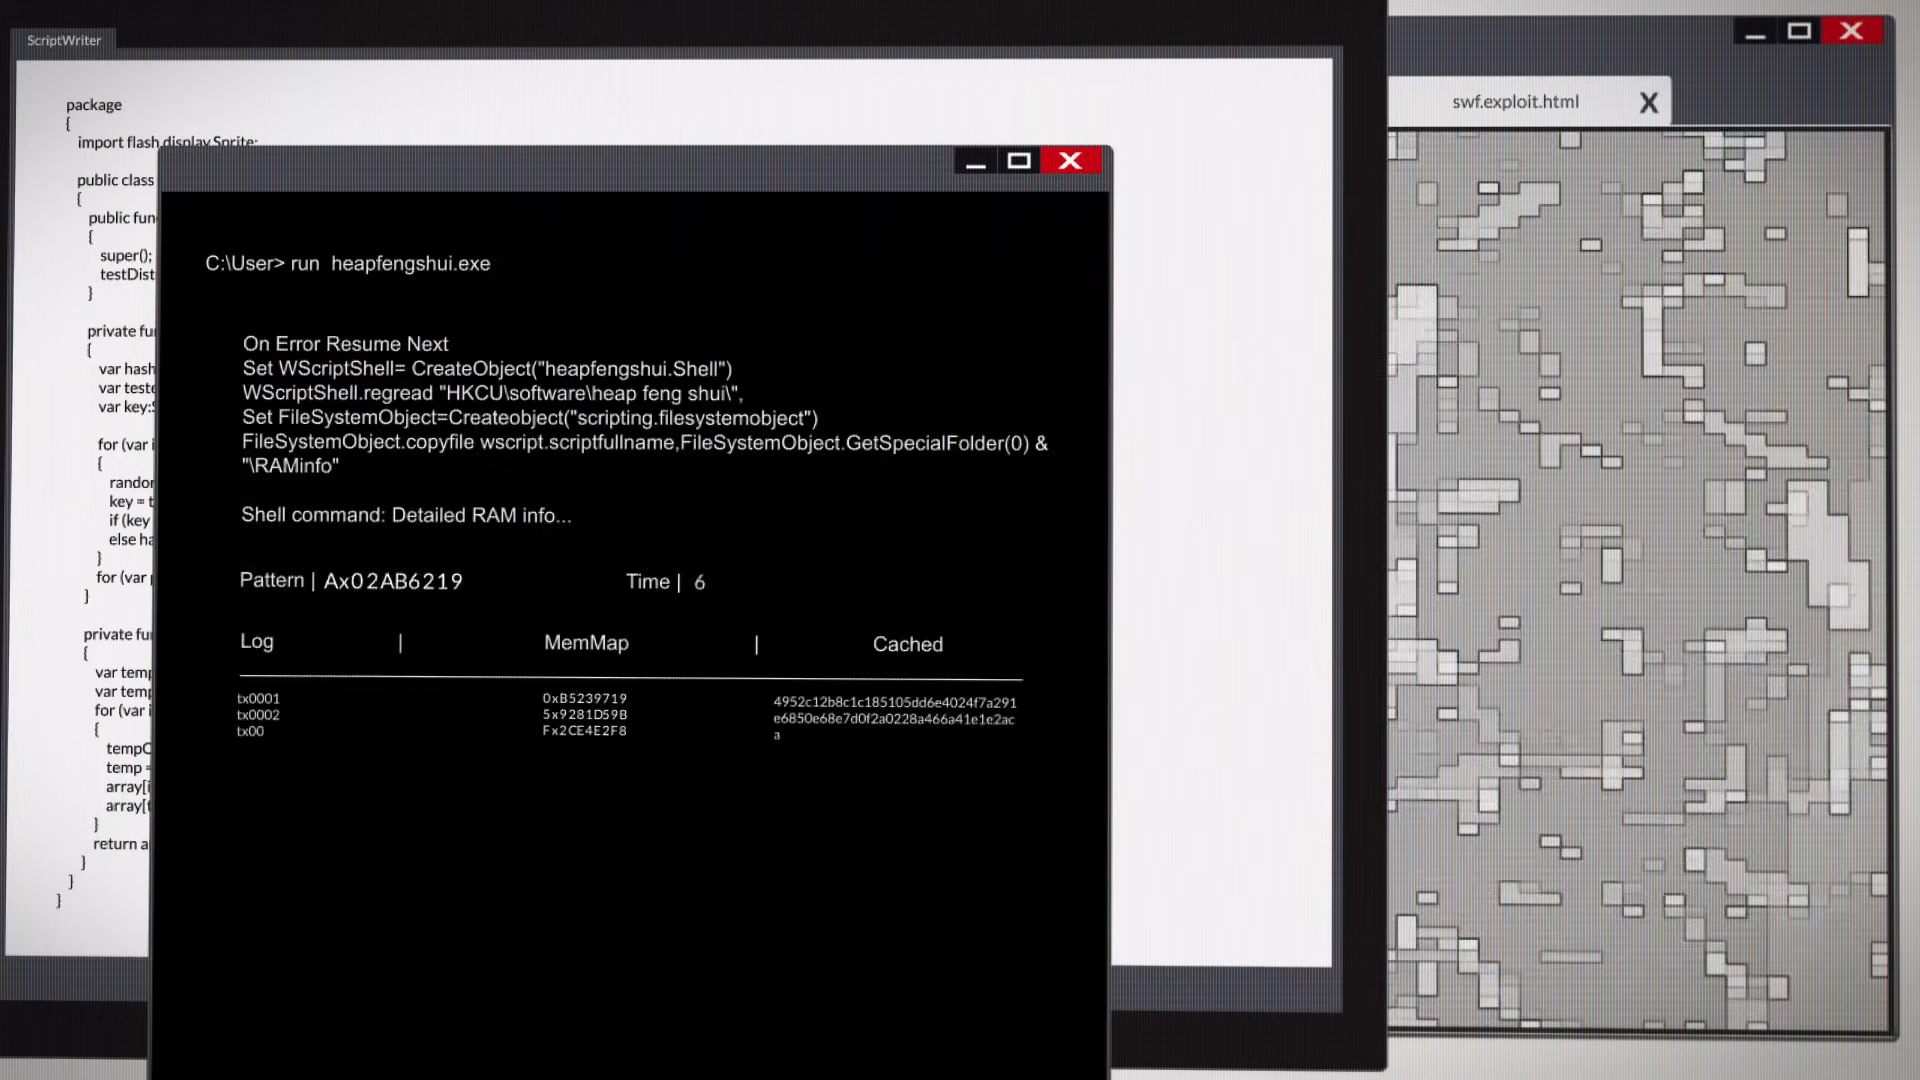 ScriptWriter
package
{
import flash.display.Sprite;
public class
{
public fun
{
super();
testDist
}
private fu
{
var hash
var teste
var key:S
for (var i
{
random
key = t
if (key
else ha
}
for (var
}
private fu
{
var temp
var temp
for (var i
{
tempC
temp =
array[i
array[t
}
return a
}
}
}
C:\User> run heapfengshui.exe
On Error Resume Next
Set WScriptShell= CreateObject("heapfengshui.Shell")
WScriptShell.regread "HKCU\software\heap feng shui\",
Set FileSystemObject=Createobject("scripting.filesystemobject")
FileSystemObject.copyfile wscript.scriptfullname,FileSystemObject.GetSpecialFolder(0) &
"\RAMinfo"
Shell command: Detailed RAM info...
Pattern | Ax02AB6219 Time | 6
Log | MemMap | Cached
tx0001 0xB5239719 4952c12b8c1c185105dd6e4024f7a291
tx0002 5x9281D59B e6850e68e7d0f2a0228a466a41e1e2ac
tx00 Fx2CE4E2F8 a
swf.exploit.html
X